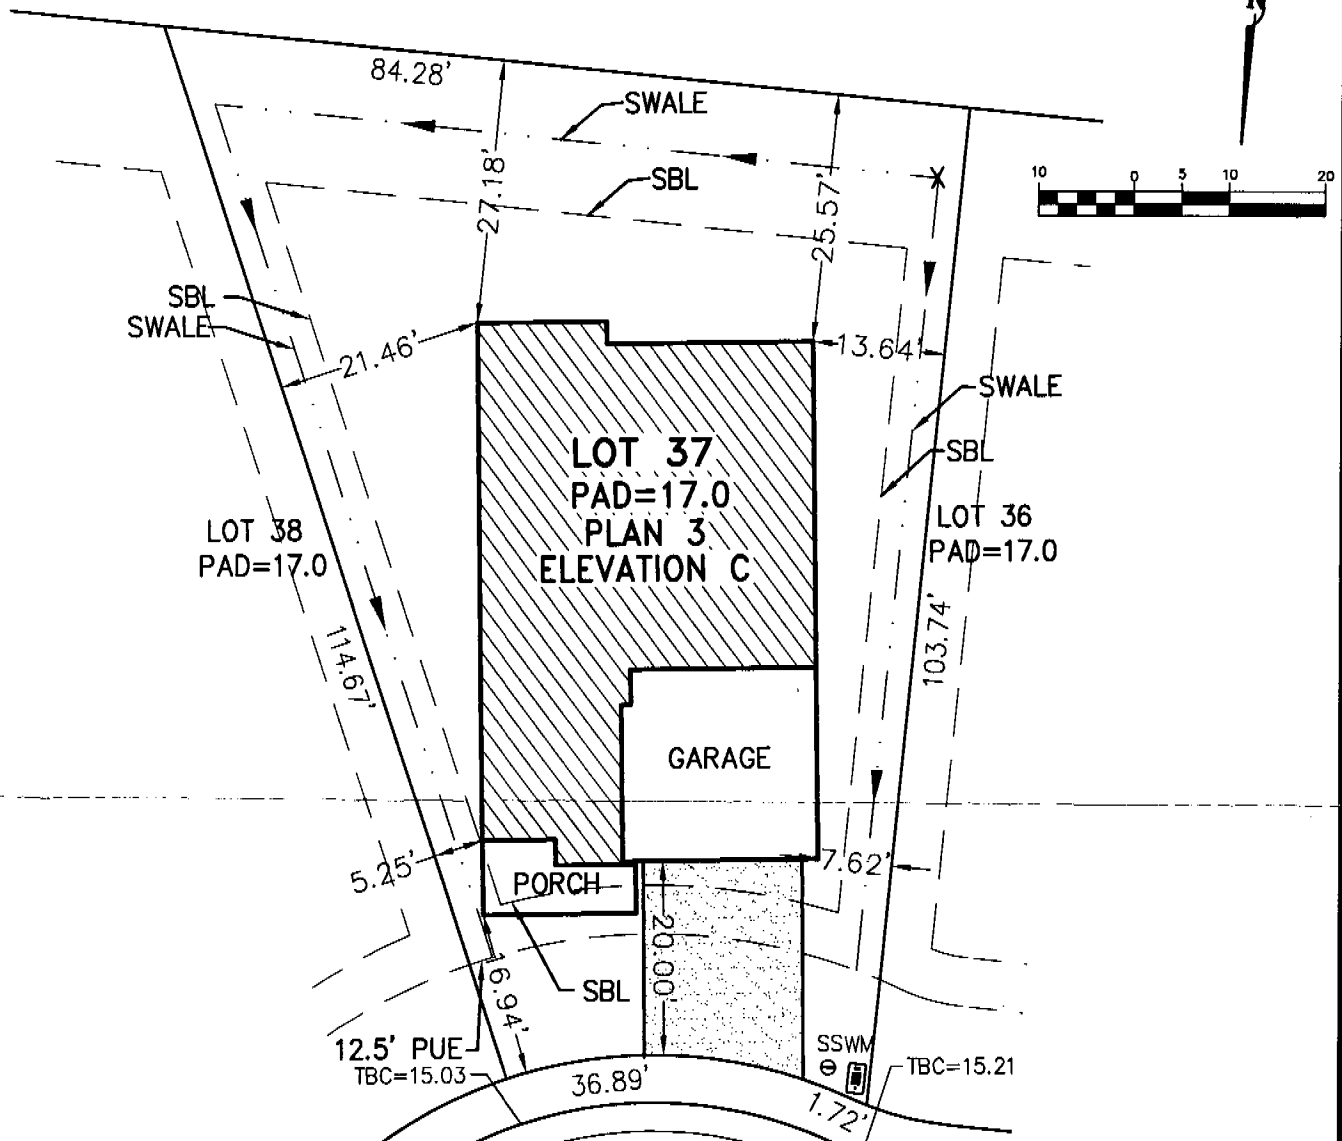 N
84.28'
SWALE
SBL
27.18'
25.57'
10 0 5 10 20
SBL
SWALE
21.46'
13.64'
SWALE
SBL
LOT 37
PAD=17.0
PLAN 3
ELEVATION C
LOT 38
PAD=17.0
LOT 36
PAD=17.0
114.67'
103.74'
GARAGE
5.25'
7.62'
PORCH
20.00'
16.94'
SBL
12.5' PUE
TBC=15.03
36.89'
SSWM
TBC=15.21
1.72'